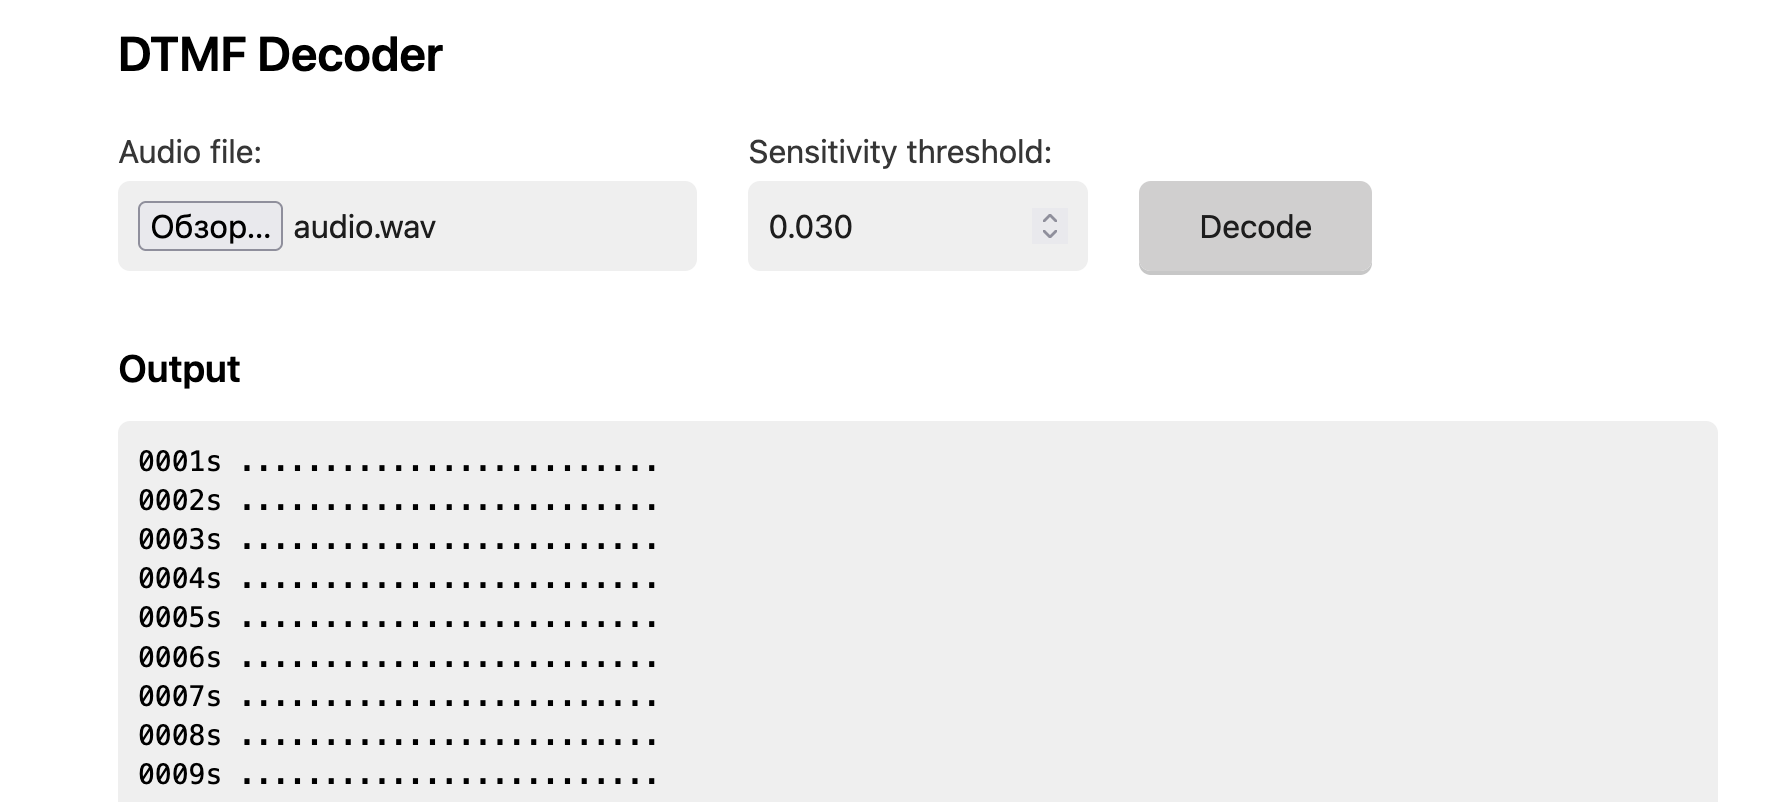 DTMF Decoder
Audio file:
Sensitivity threshold:
Обзор... audio.wav
0.030
Decode
Output
0001s .........................
0002s .........................
0003s .........................
0004s .........................
0005s .........................
0006s .........................
0007s .........................
0008s .........................
0009s .........................